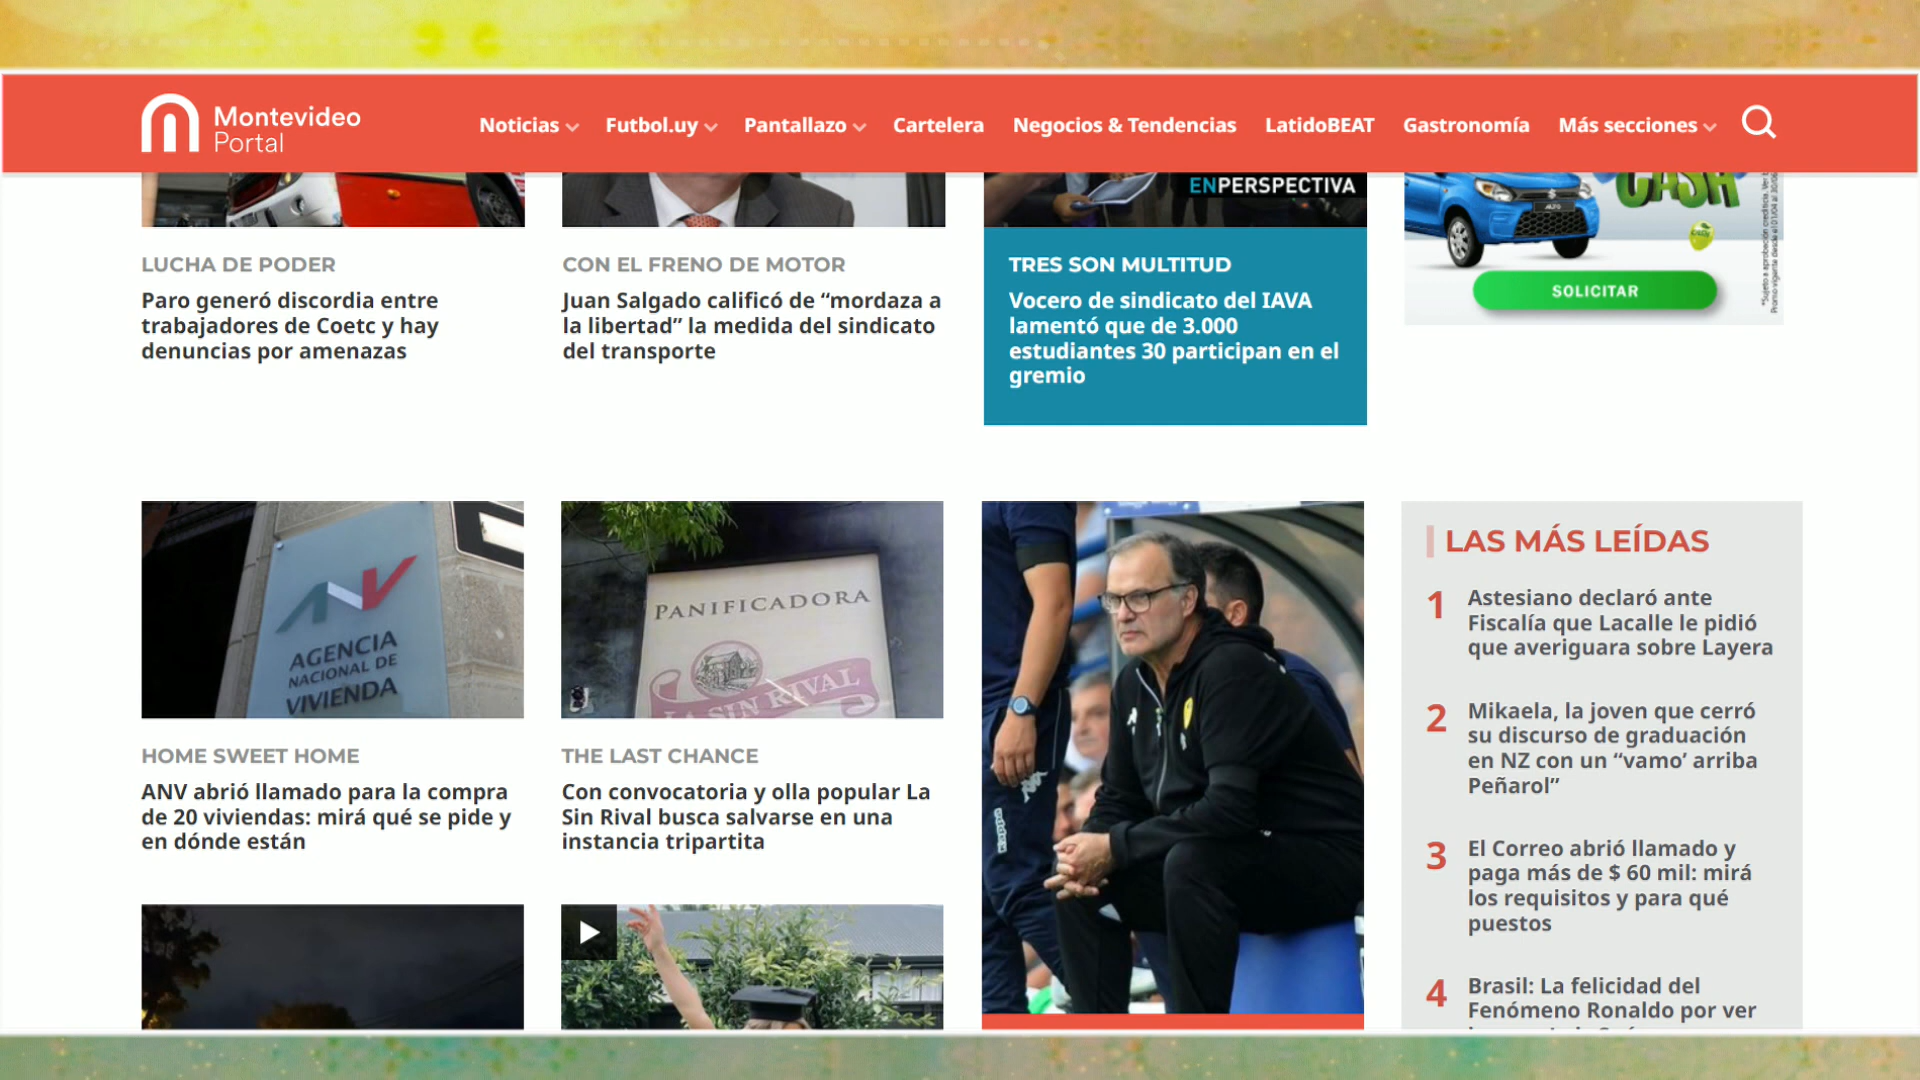 Montevideo
Portal
Noticias
Futbol.uy
Pantallazo
Cartelera
Negocios & Tendencias
LatidoBEAT
Gastronomía
Más secciones
ENPERSPECTIVA
CASH
ALTO
LUCHA DE PODER
Paro generó discordia entre
trabajadores de Coetc y hay
denuncias por amenazas
CON EL FRENO DE MOTOR
Juan Salgado calificó de “mordaza a
la libertad” la medida del sindicato
del transporte
TRES SON MULTITUD
Vocero de sindicato del IAVA
lamentó que de 3.000
estudiantes 30 participan en el
gremio
SOLICITAR
ANV
AGENCIA
NACIONAL DE
VIVIENDA
HOME SWEET HOME
ANV abrió llamado para la compra
de 20 viviendas: mirá qué se pide y
en dónde están
PANIFICADORA
LA SIN RIVAL
THE LAST CHANCE
Con convocatoria y olla popular La
Sin Rival busca salvarse en una
instancia tripartita
Kappa
LAS MÁS LEÍDAS
1 Astesiano declaró ante
Fiscalía que Lacalle le pidió
que averiguara sobre Layera
2 Mikaela, la joven que cerró
su discurso de graduación
en NZ con un “vamo’ arriba
Peñarol”
3 El Correo abrió llamado y
paga más de $ 60 mil: mirá
los requisitos y para qué
puestos
4 Brasil: La felicidad del
Fenómeno Ronaldo por ver